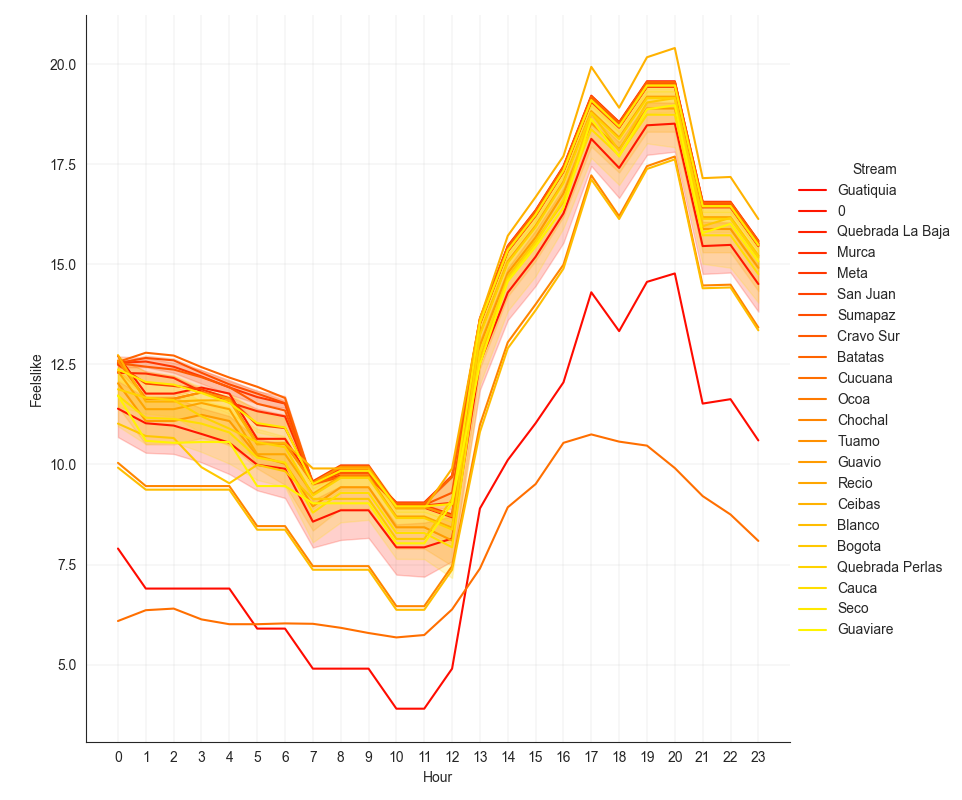 20.0
17.5
15.0
12.5
10.0
7.5
5.0
Feelslike
0 1 2 3 4 5 6 7 8 9 10 11 12 13 14 15 16 17 18 19 20 21 22 23
Hour
Stream
Guatiquia
0
Quebrada La Baja
Murca
Meta
San Juan
Sumapaz
Cravo Sur
Batatas
Cucuana
Ocoa
Chochal
Tuamo
Guavio
Recio
Ceibas
Blanco
Bogota
Quebrada Perlas
Cauca
Seco
Guaviare